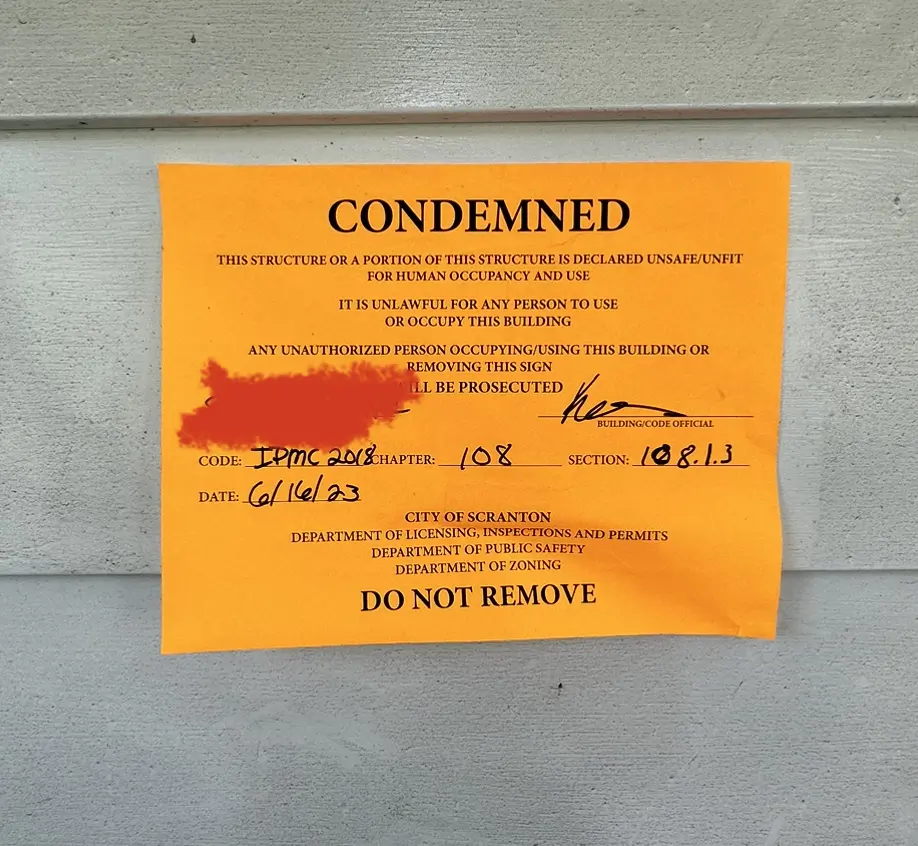 CONDEMNED
THIS STRUCTURE OR A PORTION OF THIS STRUCTURE IS DECLARED UNSAFE/UNFIT
FOR HUMAN OCCUPANCY AND USE
IT IS UNLAWFUL FOR ANY PERSON TO USE
OR OCCUPY THIS BUILDING
ANY UNAUTHORIZED PERSON OCCUPYING/USING THIS BUILDING OR
REMOVING THIS SIGN
BE PROSECUTED
BUILDING/CODE OFFICIAL
CODE: IPMC 2018 CHAPTER: 108 SECTION: 108.1.3
DATE: 6/16/23
CITY OF SCRANTON
DEPARTMENT OF LICENSING, INSPECTIONS AND PERMITS
DEPARTMENT OF PUBLIC SAFETY
DEPARTMENT OF ZONING
DO NOT REMOVE